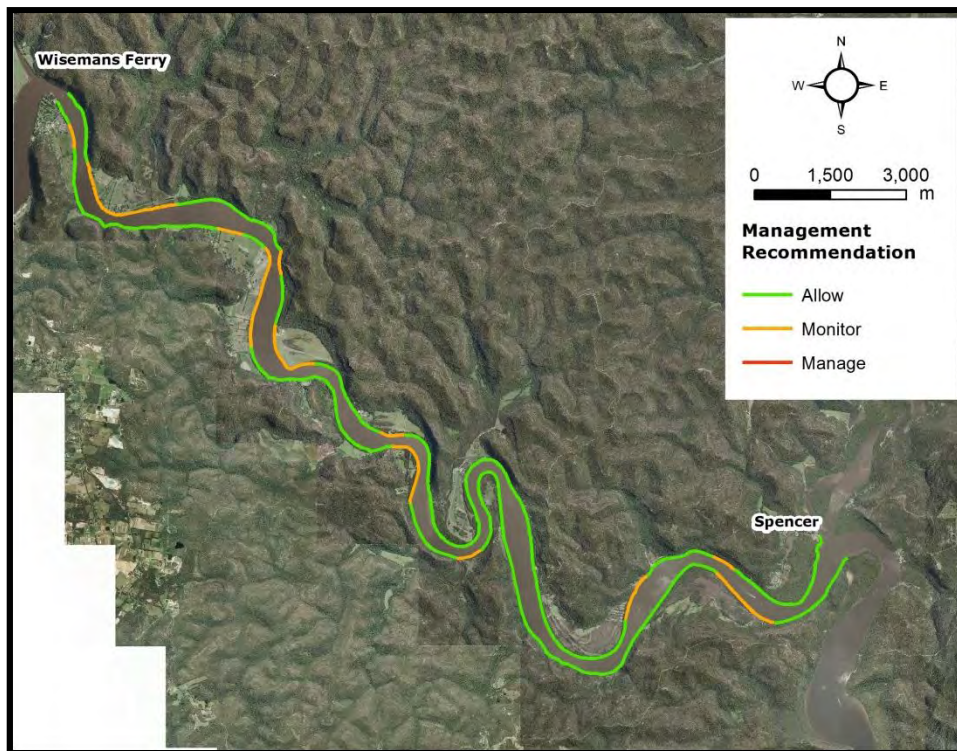 Wisemans Ferry
N
W E
S
0 1,500 3,000
m
Management
Recommendation
Allow
Monitor
Manage
Spencer